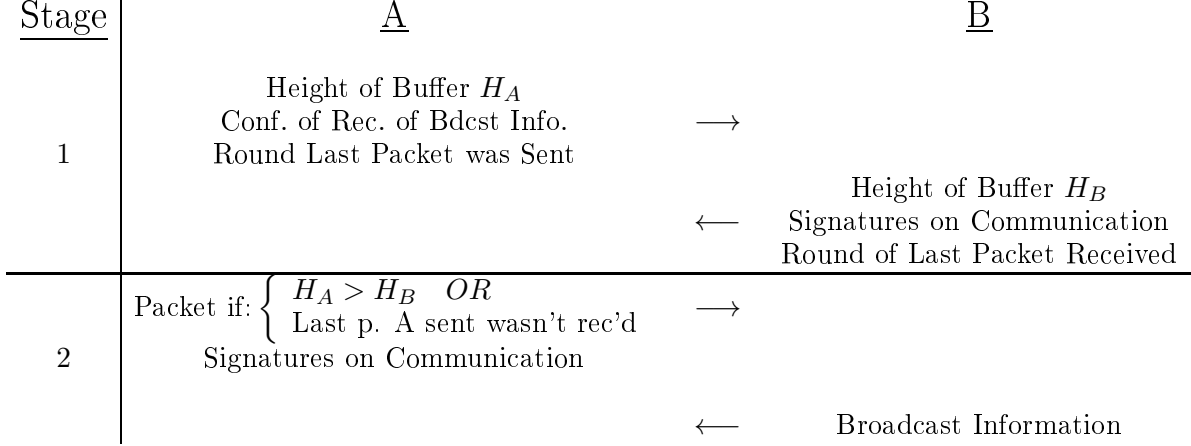 Stage A B
Height of Buffer H_A
Conf. of Rec. of Bdcst Info. ⟶
1 Round Last Packet was Sent
Height of Buffer H_B
⟵ Signatures on Communication
Round of Last Packet Received
Packet if: { H_A > H_B OR ⟶
Last p. A sent wasn't rec'd
2 Signatures on Communication
⟵ Broadcast Information